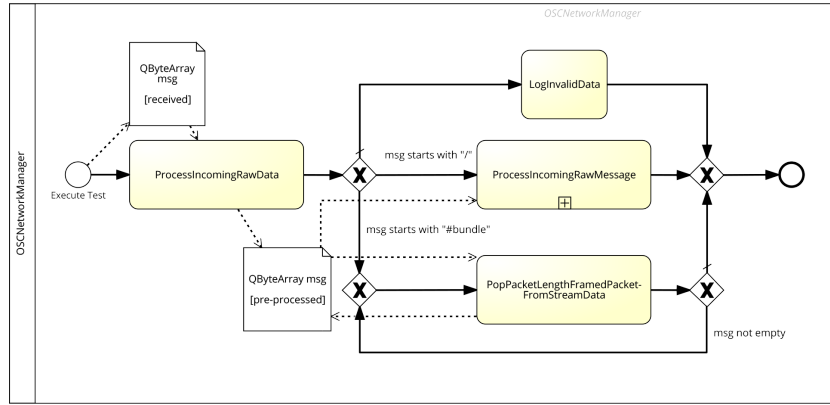 OSCNetworkManager
OSCNetworkManager
QByteArray
msg
[received]
LogInvalidData
Execute Test
ProcessIncomingRawData
msg starts with "/"
ProcessIncomingRawMessage
msg starts with "#bundle"
QByteArray msg
[pre-processed]
PopPacketLengthFramedPacket-
FromStreamData
msg not empty